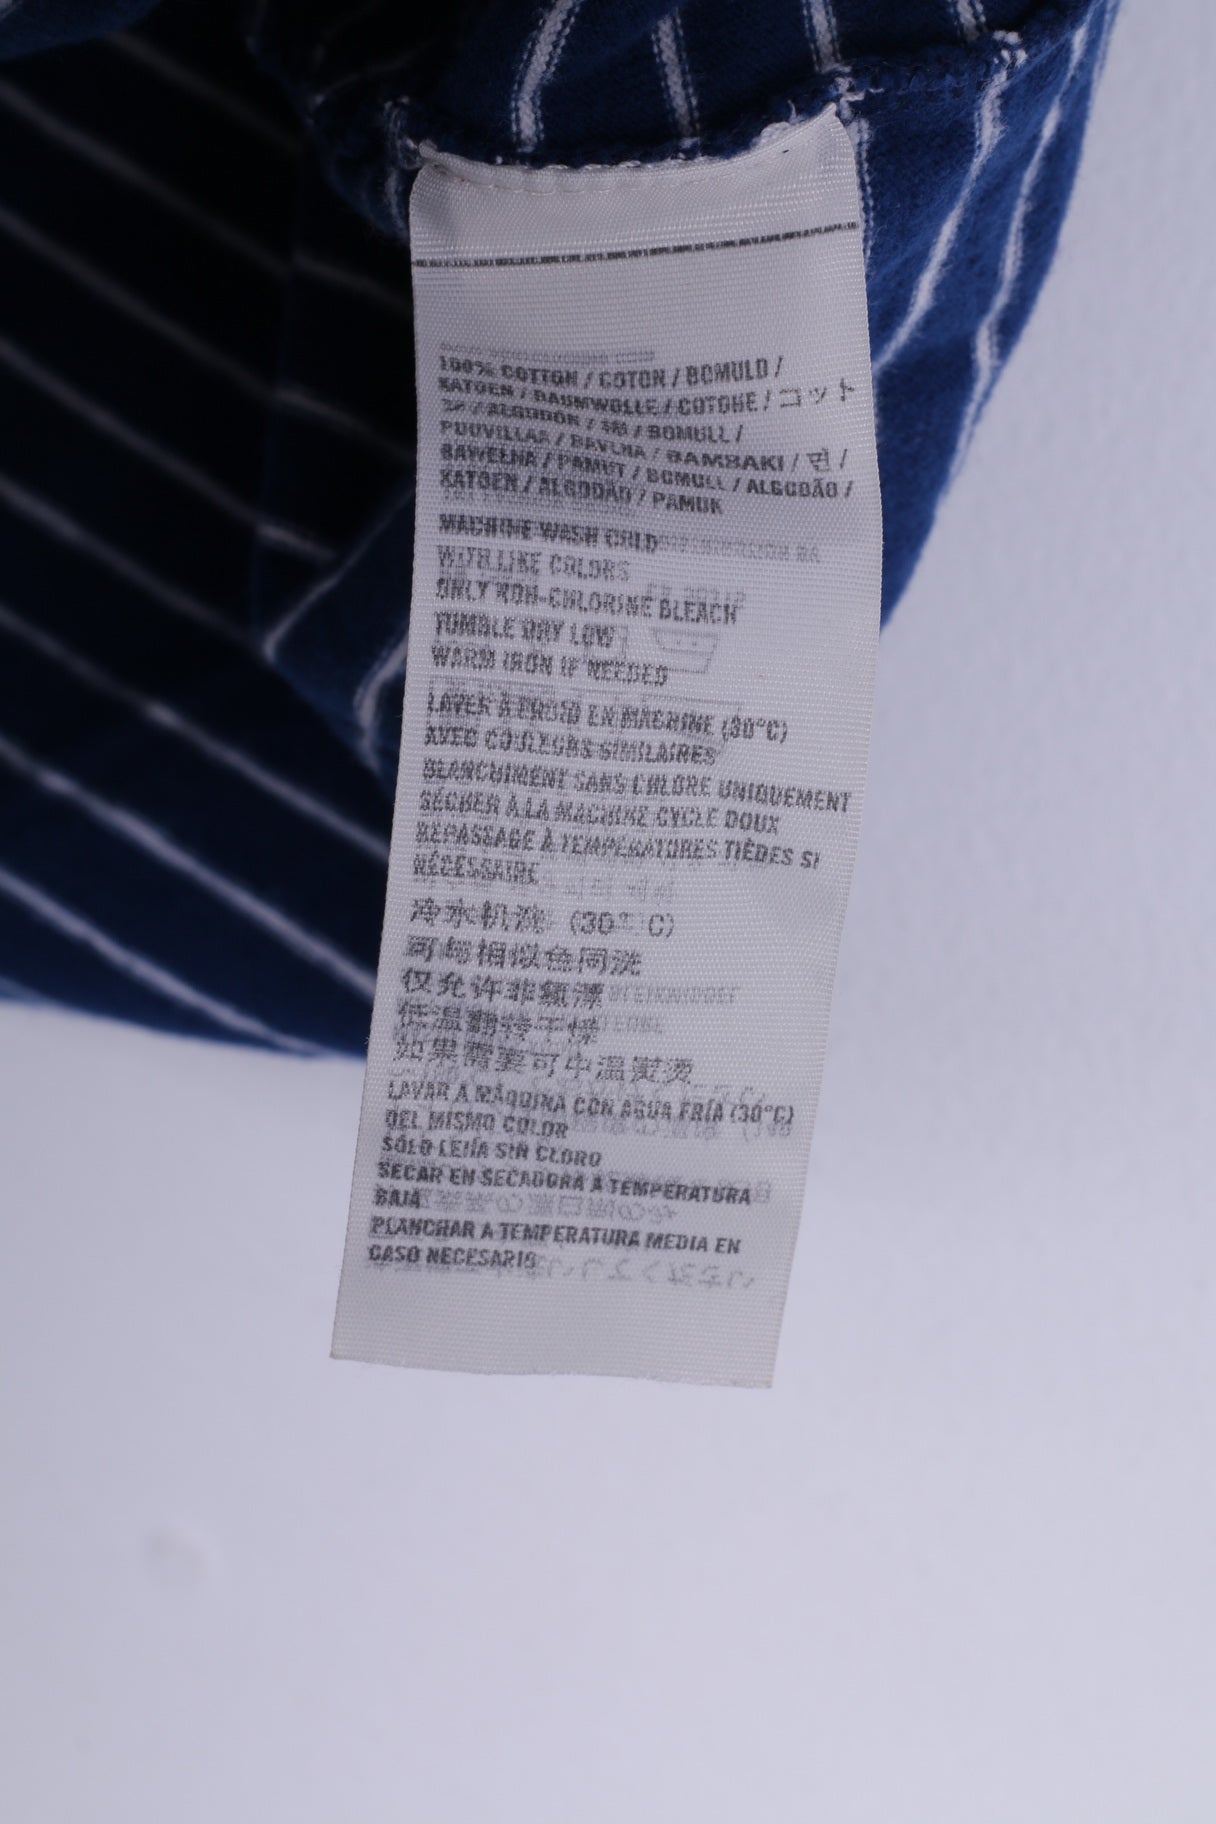 100% COTTON / COTON / BOMULD /
KATOEN / BAUMWOLLE / COTONE / コット
ン / ALGODÓN / 棉 / BOMULL /
PUUVILLAA / BAVLNA / BAMBAKI / 면 /
BAWEŁNA / PAMUT / BOMULL / ALGODÃO /
KATOEN / ALGODÃO / PAMUK
MACHINE WASH COLD
WITH LIKE COLORS
ONLY NON-CHLORINE BLEACH
TUMBLE DRY LOW
WARM IRON IF NEEDED
LAVER À FROID EN MACHINE (30°C)
AVEC COULEURS SIMILAIRES
BLANCHIMENT SANS CHLORE UNIQUEMENT
SÉCHER À LA MACHINE CYCLE DOUX
REPASSAGE À TEMPÉRATURES TIÈDES SI
NÉCESSAIRE
冷水机洗 (30°C)
可与相似色同洗
仅允许非氯漂
低温翻转干燥
如果需要可中温熨烫
LAVAR A MÁQUINA CON AGUA FRÍA (30°C)
DEL MISMO COLOR
SÓLO LEJÍA SIN CLORO
SECAR EN SECADORA A TEMPERATURA
BAJA
PLANCHAR A TEMPERATURA MEDIA EN
CASO NECESARIO